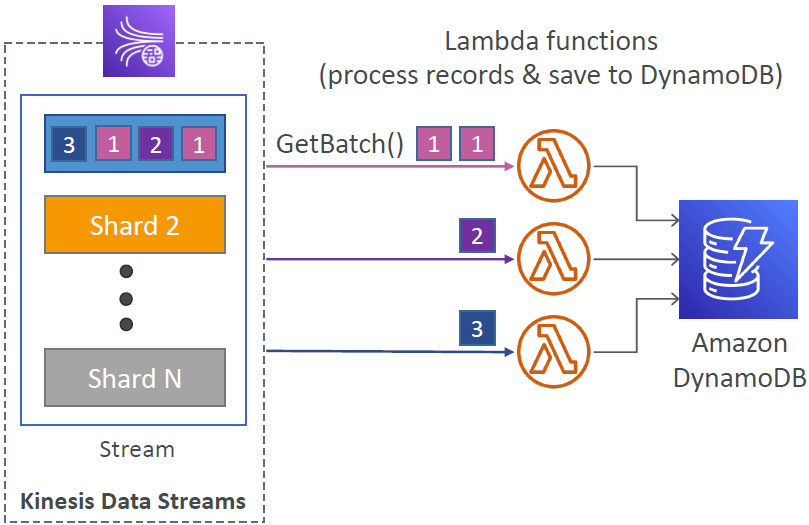 Lambda functions
(process records & save to DynamoDB)
3 1 2 1
GetBatch() 1 1
Shard 2
2
3
Shard N
Amazon
DynamoDB
Stream
Kinesis Data Streams